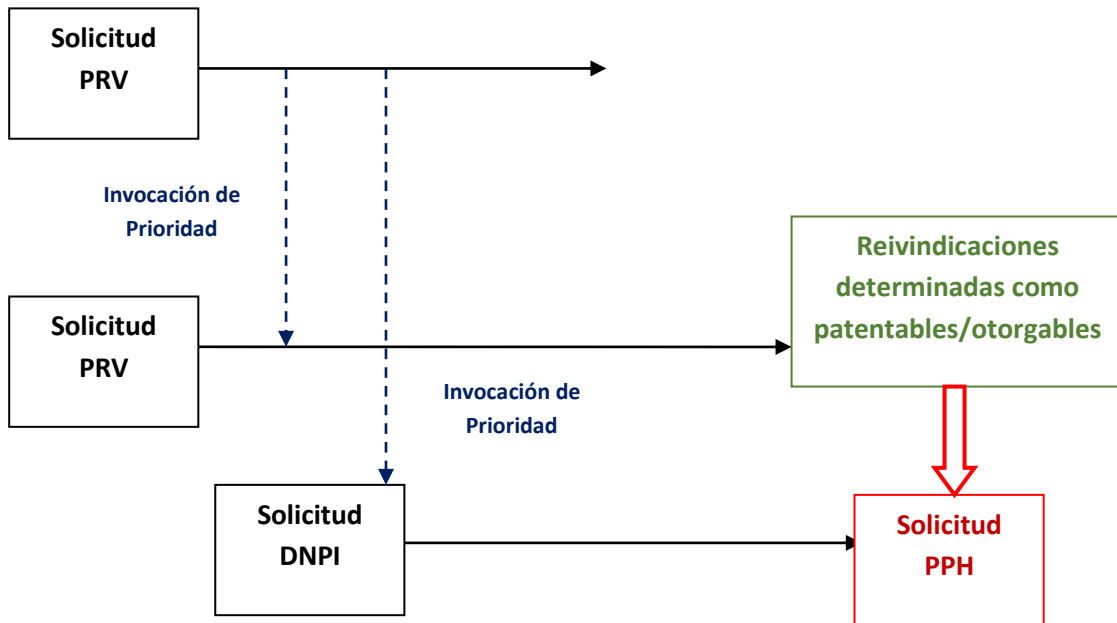 Solicitud
PRV
Invocación de
Prioridad
Reivindicaciones
determinadas como
patentables/otorgables
Solicitud
PRV
Invocación de
Prioridad
Solicitud
DNPI
Solicitud
PPH